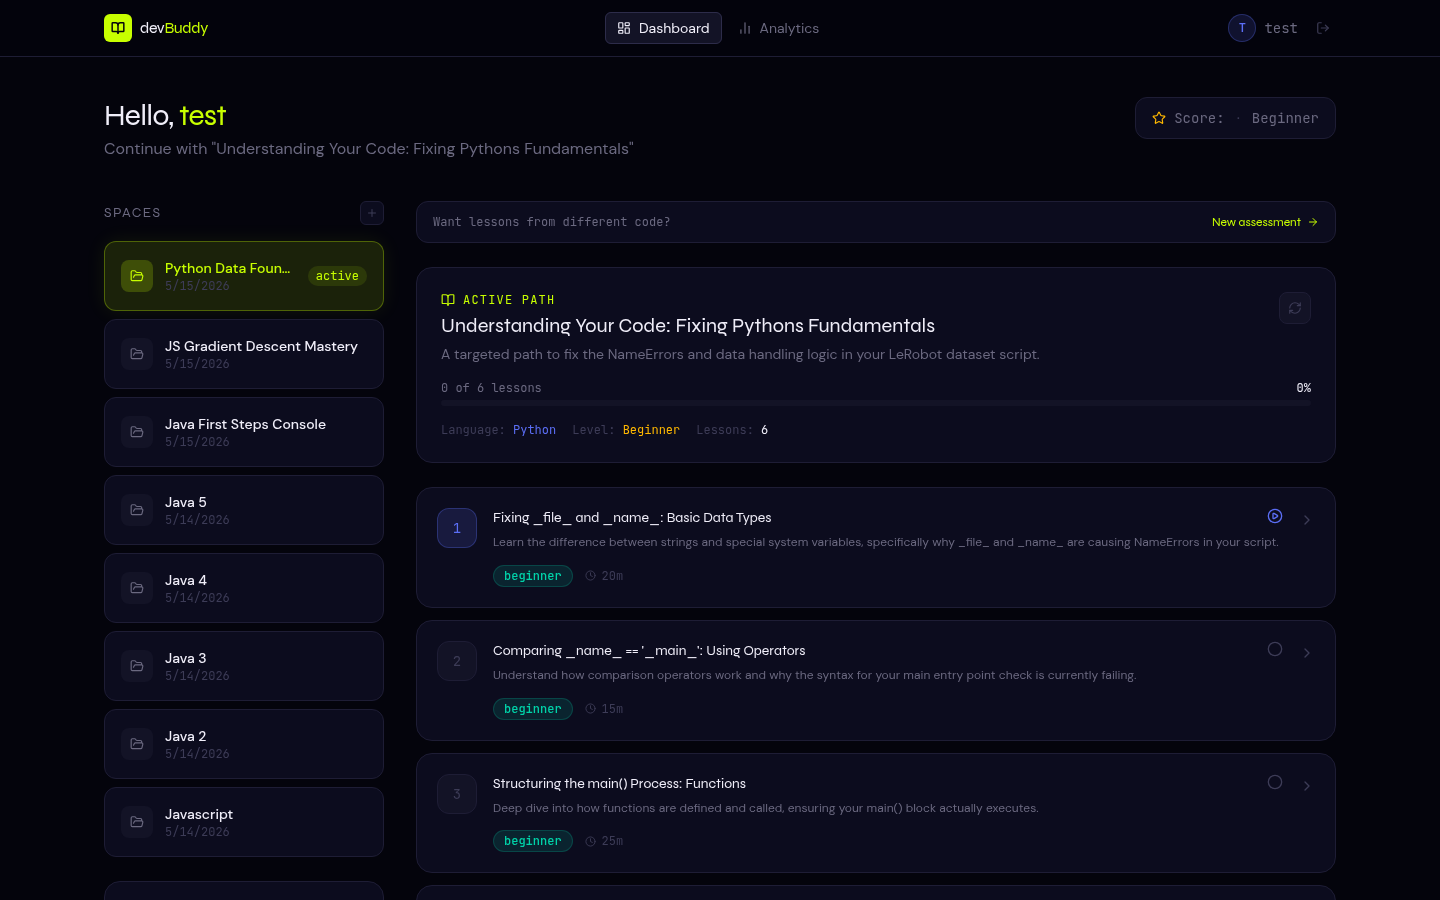 devBuddy
Dashboard
Analytics
T
test
Hello, test
Continue with "Understanding Your Code: Fixing Pythons Fundamentals"
Score: · Beginner
SPACES
+
Python Data Foun...
5/15/2026
active
JS Gradient Descent Mastery
5/15/2026
Java First Steps Console
5/15/2026
Java 5
5/14/2026
Java 4
5/14/2026
Java 3
5/14/2026
Java 2
5/14/2026
Javascript
5/14/2026
Want lessons from different code?
New assessment →
ACTIVE PATH
Understanding Your Code: Fixing Pythons Fundamentals
A targeted path to fix the NameErrors and data handling logic in your LeRobot dataset script.
0 of 6 lessons
0%
Language: Python Level: Beginner Lessons: 6
1
Fixing _file_ and _name_: Basic Data Types
Learn the difference between strings and special system variables, specifically why _file_ and _name_ are causing NameErrors in your script.
beginner
20m
2
Comparing _name_ == '_main_': Using Operators
Understand how comparison operators work and why the syntax for your main entry point check is currently failing.
beginner
15m
3
Structuring the main() Process: Functions
Deep dive into how functions are defined and called, ensuring your main() block actually executes.
beginner
25m